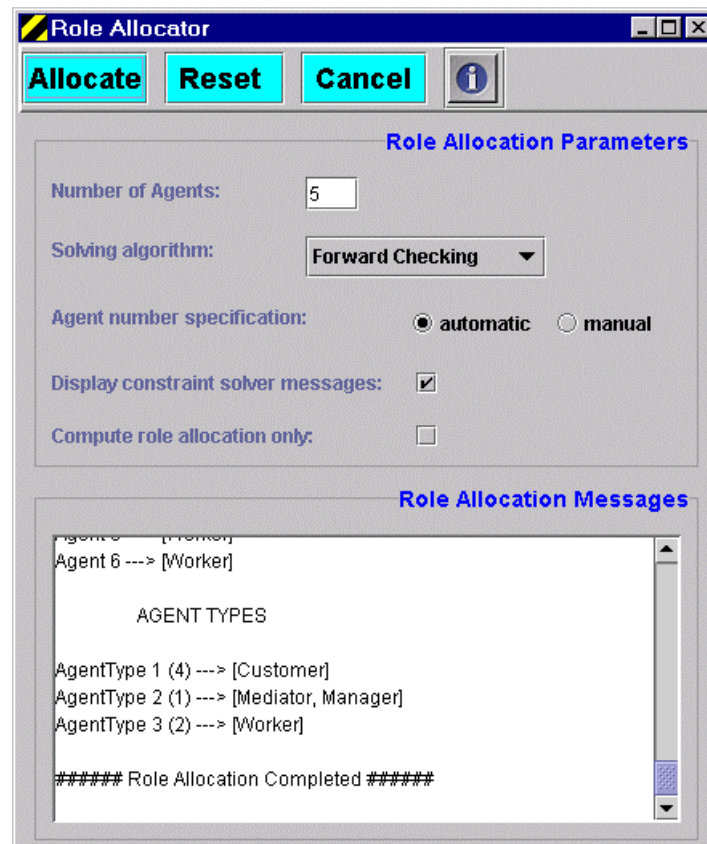 Role Allocator
Allocate Reset Cancel
Role Allocation Parameters
Number of Agents: 5
Solving algorithm: Forward Checking
Agent number specification: automatic manual
Display constraint solver messages:
Compute role allocation only:
Role Allocation Messages
Agent 6 ---> [Worker]
AGENT TYPES
AgentType 1 (4) ---> [Customer]
AgentType 2 (1) ---> [Mediator, Manager]
AgentType 3 (2) ---> [Worker]
###### Role Allocation Completed ######